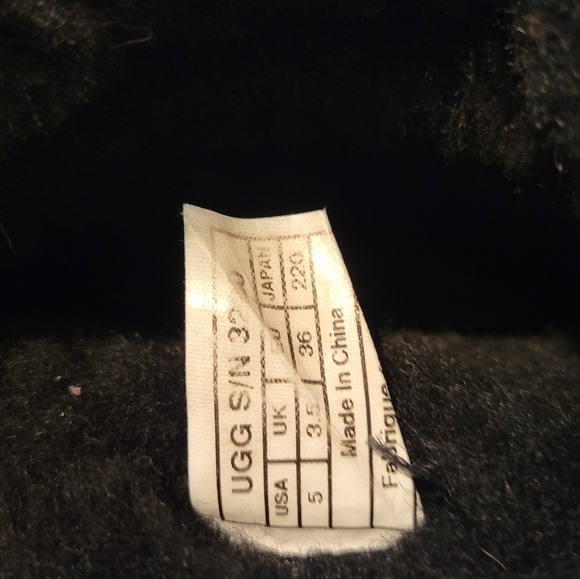 UGG S/N
USA UK EU JAPAN
5 3.5 36 220
Made In China